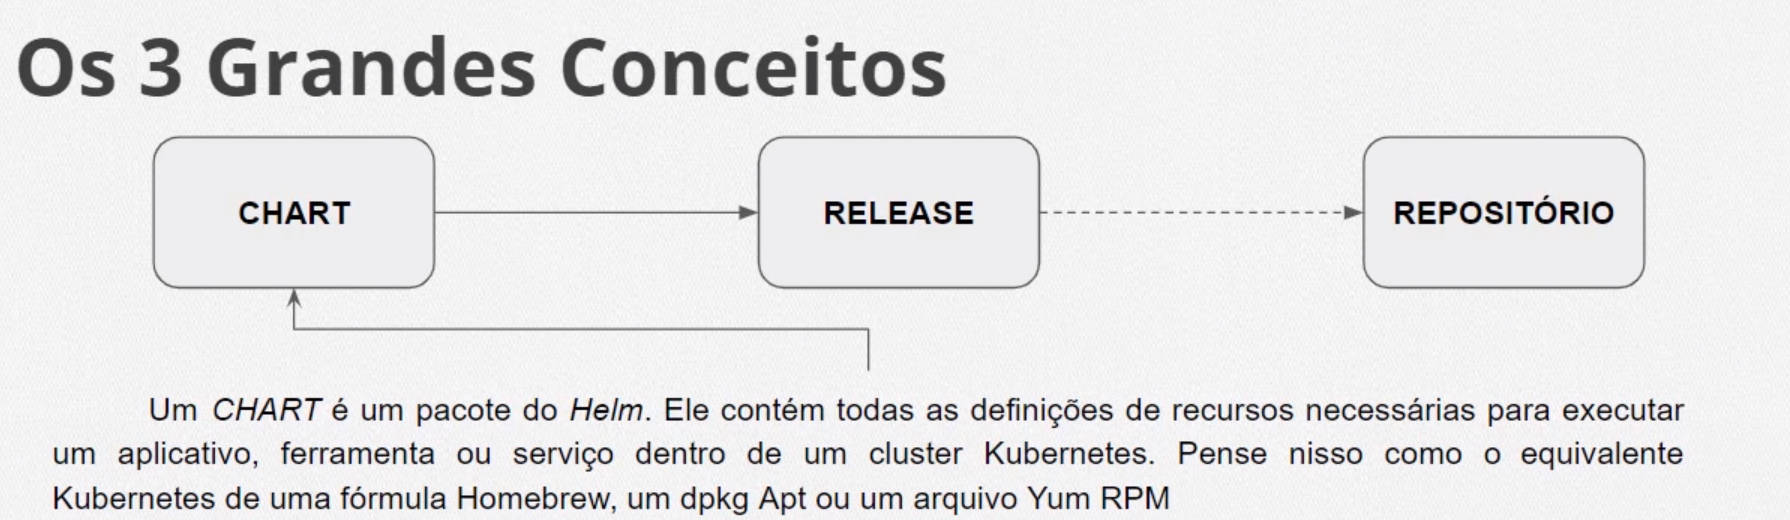 Os 3 Grandes Conceitos
CHART
RELEASE
REPOSITÓRIO
Um CHART é um pacote do Helm. Ele contém todas as definições de recursos necessárias para executar
um aplicativo, ferramenta ou serviço dentro de um cluster Kubernetes. Pense nisso como o equivalente
Kubernetes de uma fórmula Homebrew, um dpkg Apt ou um arquivo Yum RPM